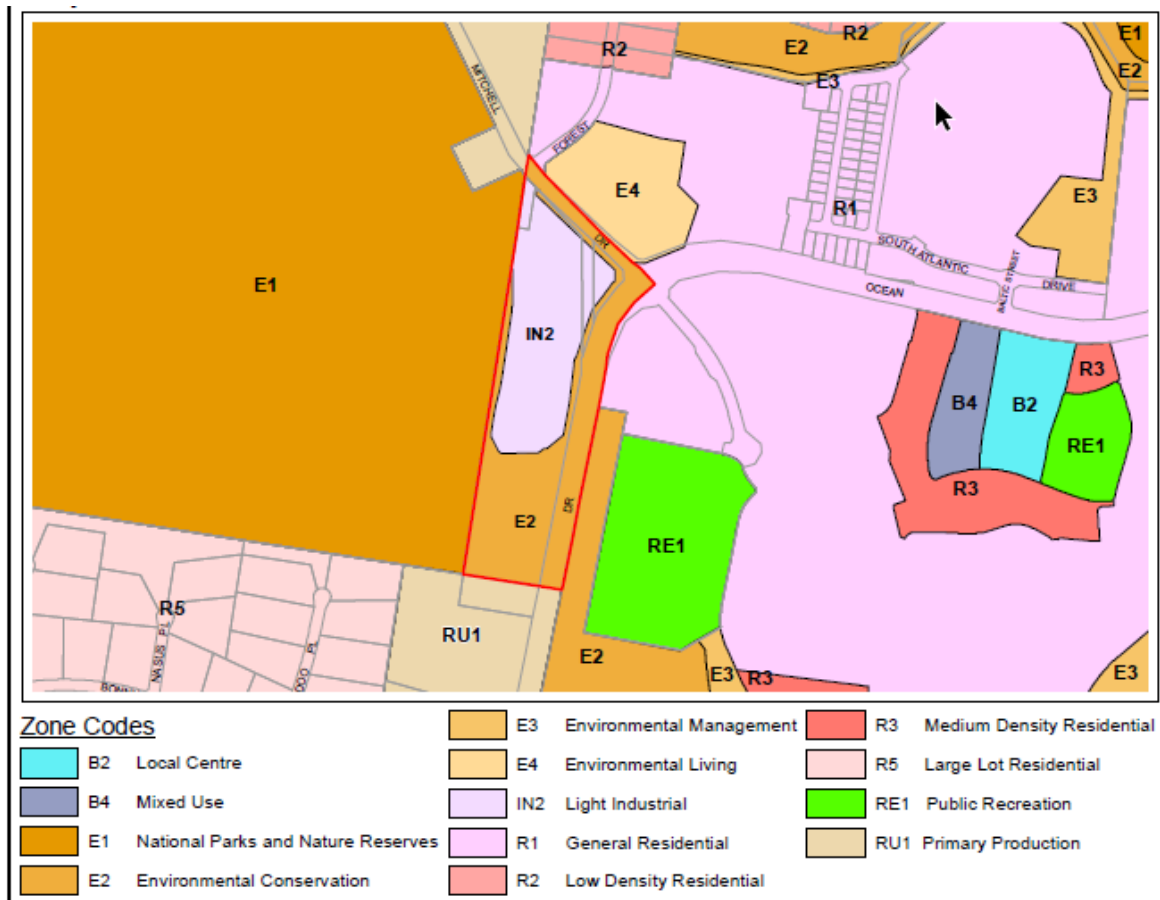 E1
R2
E2
R2
E2
E3
MITCHELL
FOREST
E4
E3
R1
DR
SOUTH ATLANTIC
BALTIC STREET
DRIVE
OCEAN
E1
IN2
R3
B4
B2
RE1
R3
DR
E2
RE1
R5
NASUS PL
RU1
E2
E3
R3
E3
Zone Codes
B2 Local Centre
B4 Mixed Use
E1 National Parks and Nature Reserves
E2 Environmental Conservation
E3 Environmental Management
E4 Environmental Living
IN2 Light Industrial
R1 General Residential
R2 Low Density Residential
R3 Medium Density Residential
R5 Large Lot Residential
RE1 Public Recreation
RU1 Primary Production